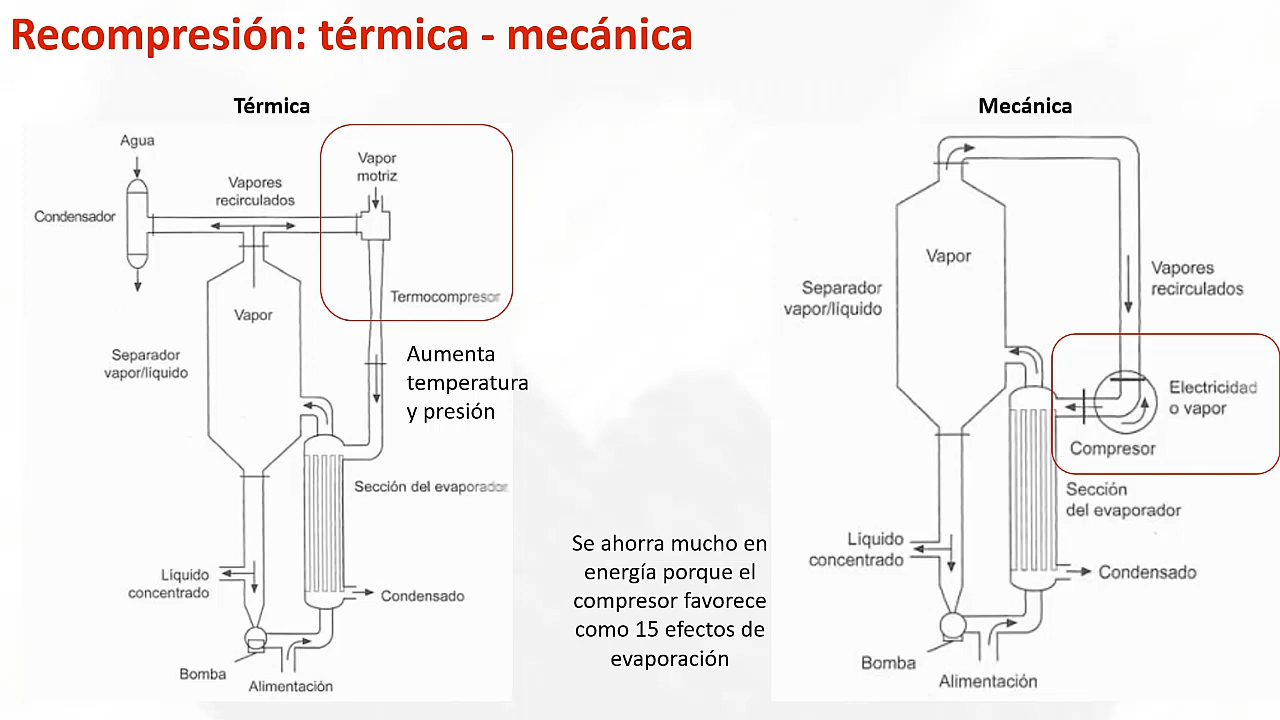 Recompresión: térmica - mecánica
Térmica
Agua
Condensador
Vapores
recirculados
Vapor
motriz
Termocompresor
Vapor
Separador
vapor/líquido
Aumenta
temperatura
y presión
Sección del evaporador
Líquido
concentrado
Condensado
Bomba
Alimentación
Se ahorra mucho en
energía porque el
compresor favorece
como 15 efectos de
evaporación
Mecánica
Vapor
Separador
vapor/líquido
Vapores
recirculados
Electricidad
o vapor
Compresor
Sección
del evaporador
Líquido
concentrado
Condensado
Bomba
Alimentación